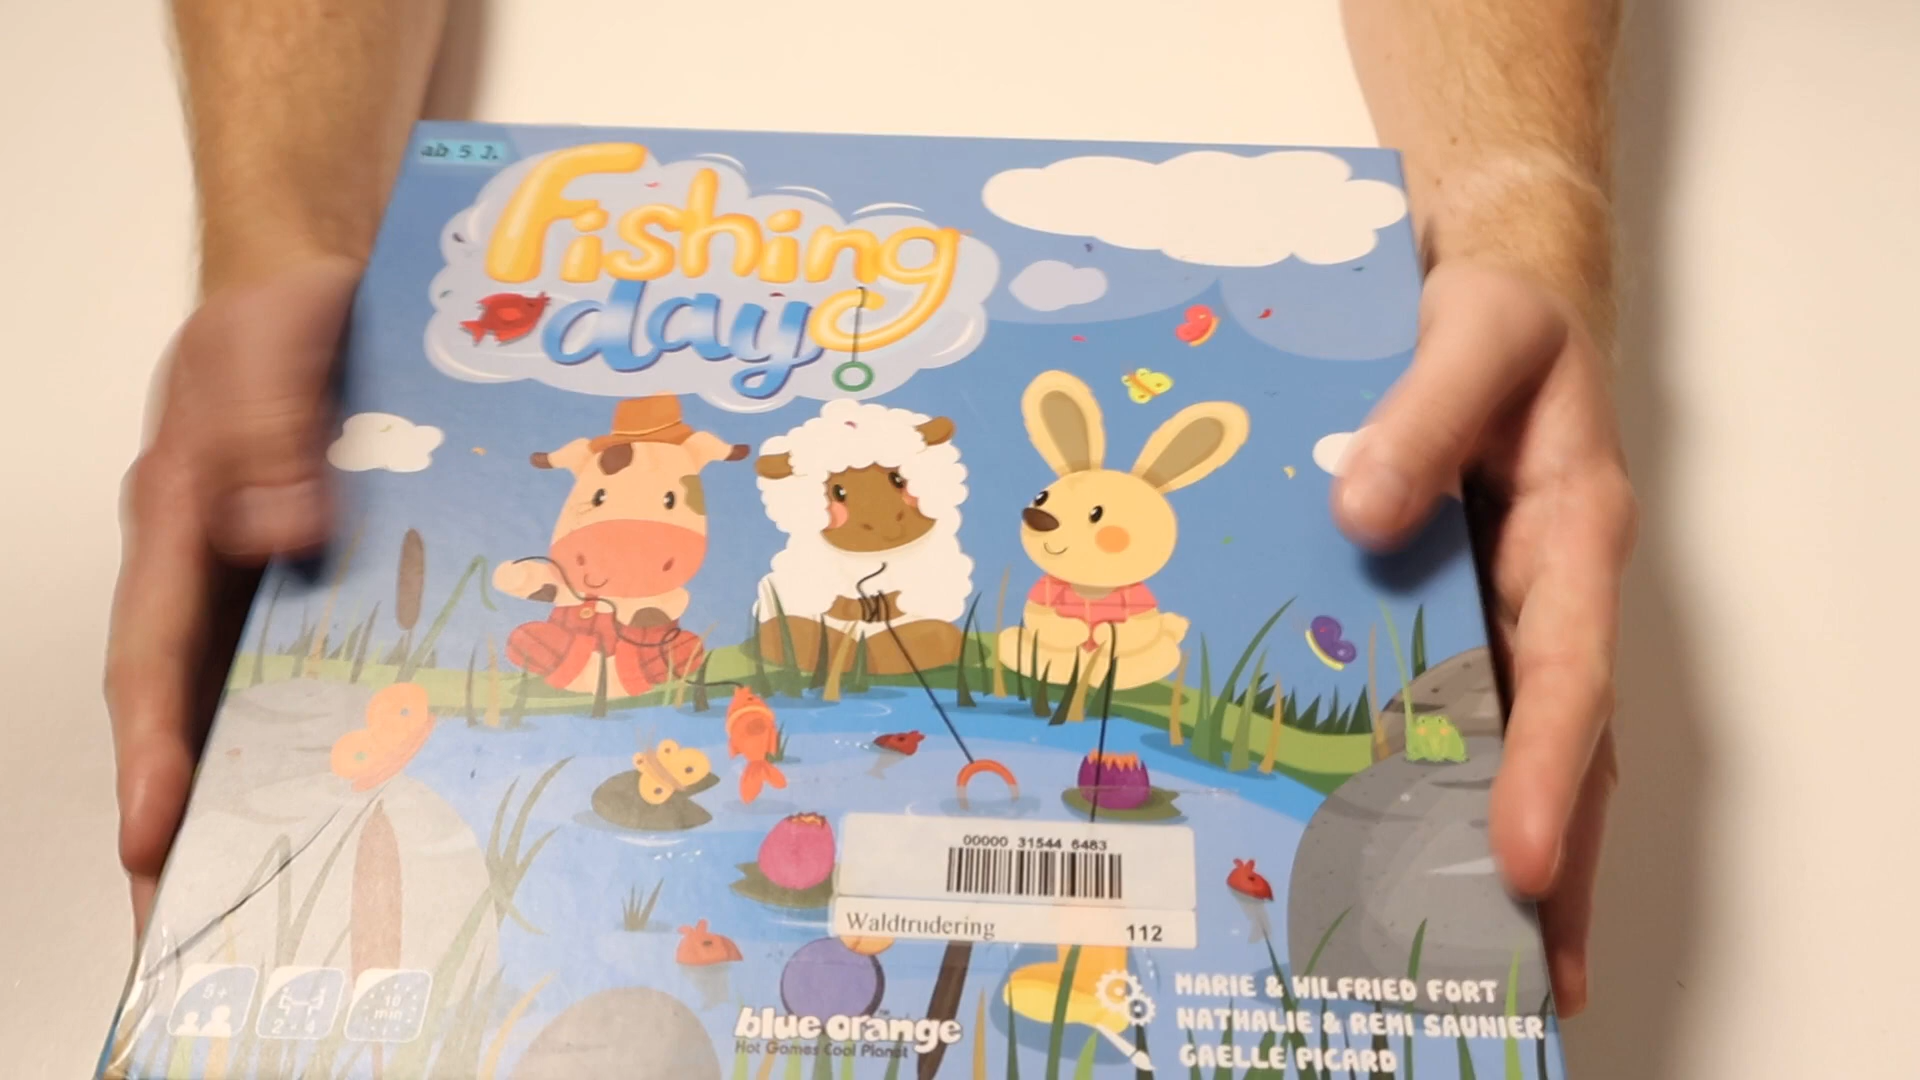 ab 5 J.
Fishing
day
00000 31544 6483
Waldtrudering 112
5+
2 - 4
10
min
blue orange™
Hot Games Cool Planet
MARIE & WILFRIED FORT
NATHALIE & REMI SAUNIER
GAELLE PICARD